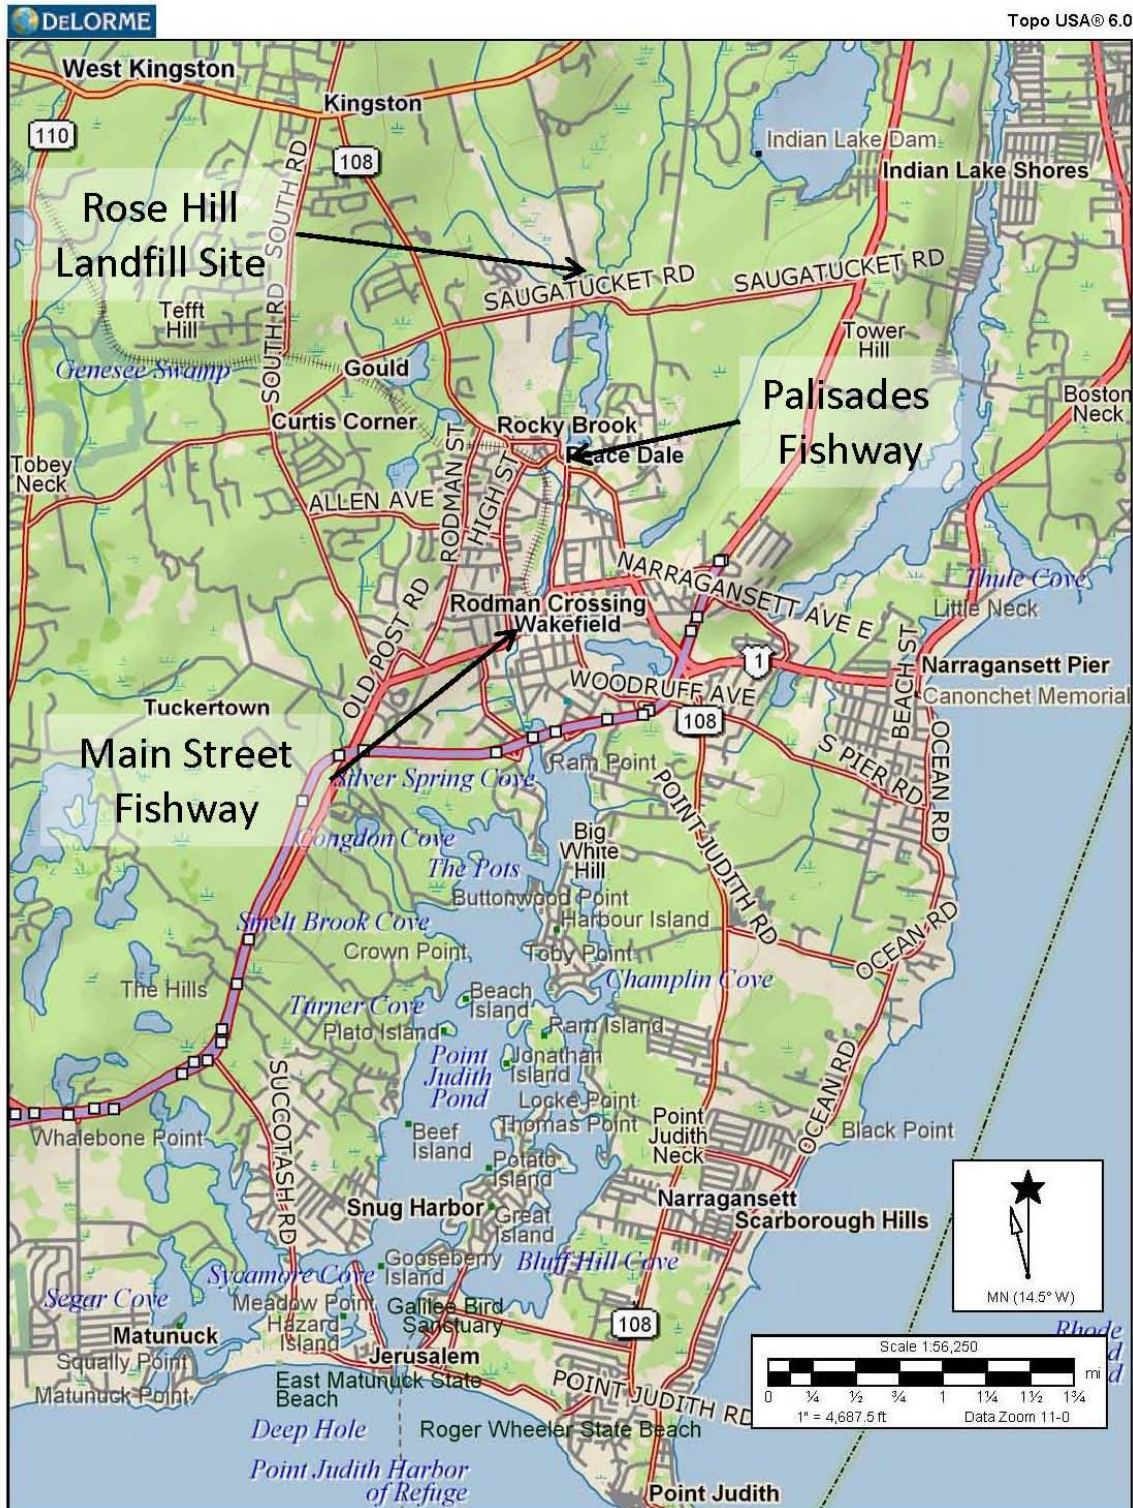 DELORME
Topo USA® 6.0
West Kingston
Kingston
110
108
Indian Lake Dam
Indian Lake Shores
Rose Hill
Landfill Site
SOUTH RD
SOUTH RD
SAUGATUCKET RD
SAUGATUCKET RD
Tefft
Hill
Tower
Hill
Genesee Swamp
Gould
Palisades
Fishway
Boston
Neck
Curtis Corner
Rocky Brook
Peace Dale
Tobey
Neck
ALLEN AVE
RODMAN ST
HIGH ST
NARRAGANSETT AVE E
Thule Cove
Little Neck
Rodman Crossing
Wakefield
OLD POST RD
1
BEACH ST
Narragansett Pier
WOODRUFF AVE
Canonchet Memorial
Tuckertown
108
Main Street
Fishway
S PIER RD
OCEAN RD
Silver Spring Cove
Ram Point
POINT JUDITH RD
Congdon Cove
Big
White
Hill
The Pots
Buttonwood Point
Smelt Brook Cove
Harbour Island
Crown Point
Toby Point
OCEAN RD
Champlin Cove
The Hills
Turner Cove
Beach
Island
Plato Island
Ram Island
Point
Judith
Pond
Jonathan
Island
OCEAN RD
SUCCOTASH RD
Locke Point
Thomas Point
Point
Judith
Neck
Black Point
Whalebone Point
Beef
Island
Potato
Island
Snug Harbor
Great
Island
Narragansett
Scarborough Hills
Gooseberry
Island
Bluff Hill Cove
Sycamore Cove
Segar Cove
MN (14.5° W)
Meadow Point
Hazard
Island
Galilee Bird
Sanctuary
108
Rhode
Matunuck
Squally Point
Matunuck Point
Jerusalem
East Matunuck State
Beach
POINT JUDITH RD
Scale 1:56,250
mi
0 ¼ ½ ¾ 1 1¼ 1½ 1¾
1" = 4,687.5 ft
Data Zoom 11-0
Deep Hole
Roger Wheeler State Beach
Point Judith Harbor
of Refuge
Point Judith